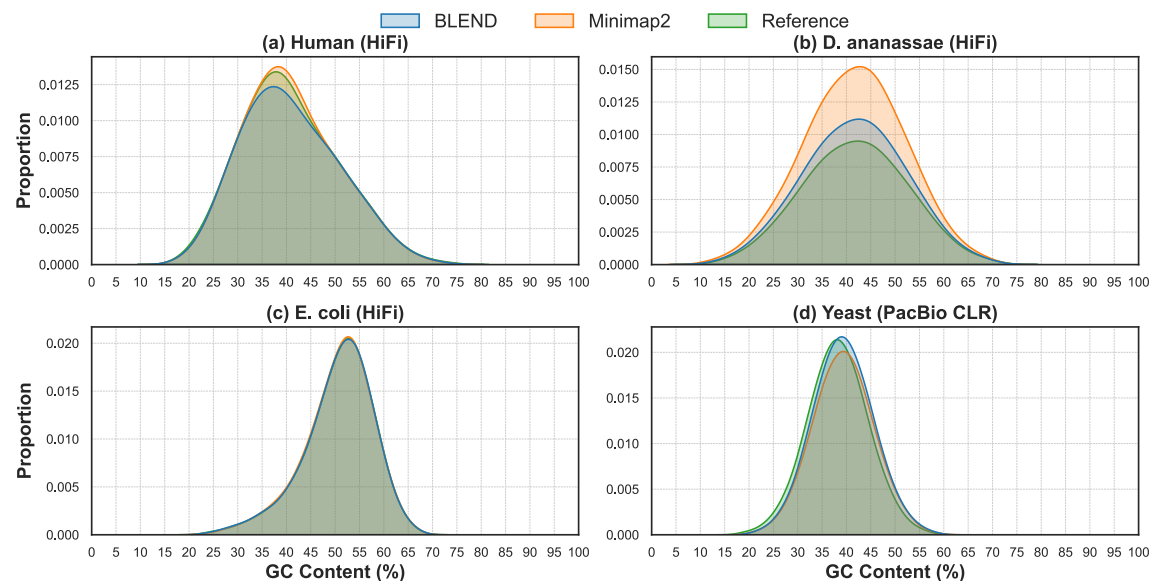 BLEND Minimap2 Reference
(a) Human (HiFi) (b) D. ananassae (HiFi)
Proportion
0.0125
0.0100
0.0075
0.0050
0.0025
0.0000
0 5 10 15 20 25 30 35 40 45 50 55 60 65 70 75 80 85 90 95 100
0.0150
0.0125
0.0100
0.0075
0.0050
0.0025
0.0000
0 5 10 15 20 25 30 35 40 45 50 55 60 65 70 75 80 85 90 95 100
(c) E. coli (HiFi) (d) Yeast (PacBio CLR)
Proportion
0.020
0.015
0.010
0.005
0.000
0 5 10 15 20 25 30 35 40 45 50 55 60 65 70 75 80 85 90 95 100
GC Content (%)
0.020
0.015
0.010
0.005
0.000
0 5 10 15 20 25 30 35 40 45 50 55 60 65 70 75 80 85 90 95 100
GC Content (%)